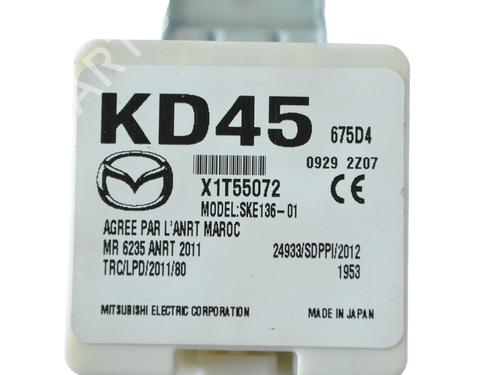 KD45 675D4
0929 2Z07
X1T55072
MODEL:SKE136-01
AGREE PAR L'ANRT MAROC
MR 6235 ANRT 2011 24933/SDPPI/2012
TRC/LPD/2011/80 1953
MITSUBISHI ELECTRIC CORPORATION MADE IN JAPAN